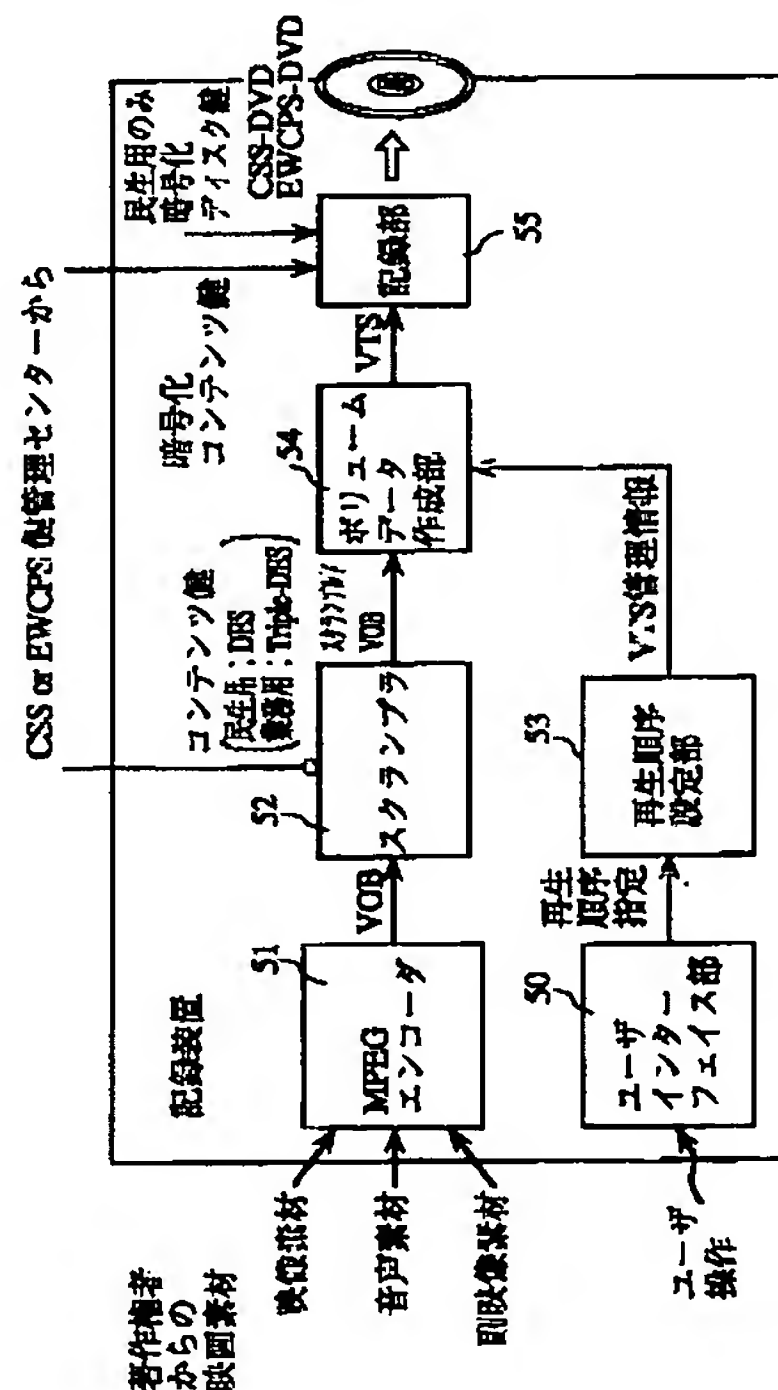 CSS or EWCPS 鍵管理センターから
民生用のみ
暗号化
ディスク鍵
CSS-DVD
EWCPS-DVD
暗号化
コンテンツ鍵
コンテンツ鍵
民生用:DES
業務用:Triple-DES
記録装置
著作権者
からの
映画素材
映像素材
音声素材
副映像素材
51
MPEG
エンコーダ
VOB
52
スクランブラ
スクランブルド
VOB
54
ボリューム
データ
作成部
VTS
記録部
55
ユーザ
操作
50
ユーザ
インター
フェイス部
再生
順序
指定
53
再生順序
設定部
VTS管理情報